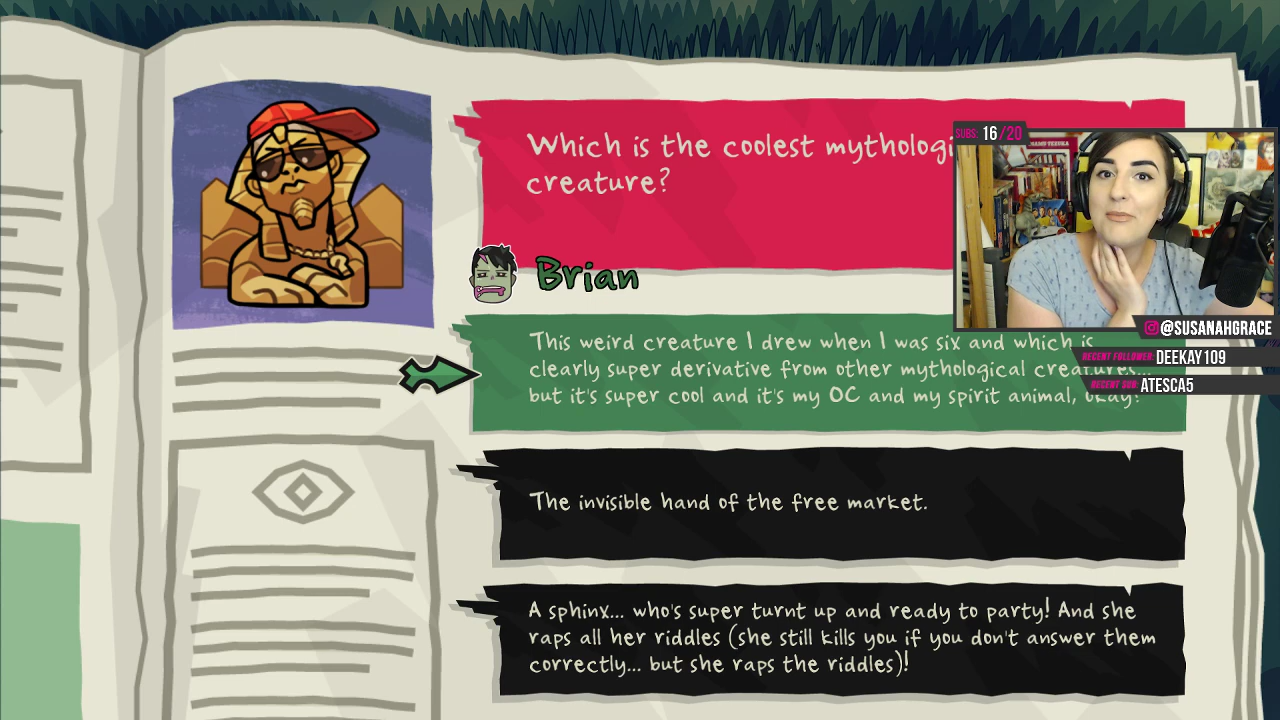 Which is the coolest mythologi
creature?
SUBS: 16/20
Brian
@SUSANAHGRACE
This weird creature I drew when I was six and which is
clearly super derivative from other mythological creatures...
but it's super cool and it's my OC and my spirit animal, okay?
RECENT FOLLOWER: DEEKAY109
RECENT SUB: ATESCA5
The invisible hand of the free market.
A sphinx... who's super turnt up and ready to party! And she
raps all her riddles (she still kills you if you don't answer them
correctly... but she raps the riddles)!